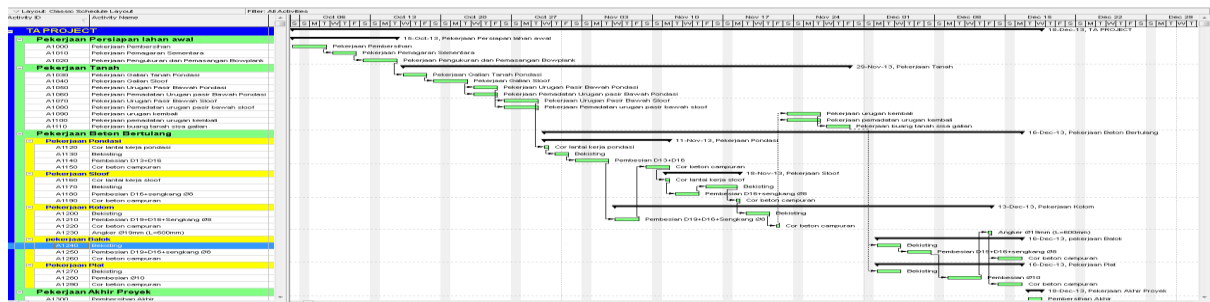 Layout: Classic Schedule Layout Filter: All Activities
Activity ID Activity Name Oct 06 Oct 13 Oct 20 Oct 27 Nov 03 Nov 10 Nov 17 Nov 24 Dec 01 Dec 08 Dec 15 Dec 22 Dec 29
TA PROJECT 18-Dec-13, TA PROJECT
Pekerjaan Persiapan lahan awal 15-Oct-13, Pekerjaan Persiapan lahan awal
A1000 Pekerjaan Pembersihan Pekerjaan Pembersihan
A1010 Pekerjaan Pemagaran Sementara Pekerjaan Pemagaran Sementara
A1020 Pekerjaan Pengukuran dan Pemasangan Bowplank Pekerjaan Pengukuran dan Pemasangan Bowplank
Pekerjaan Tanah 29-Nov-13, Pekerjaan Tanah
A1030 Pekerjaan Galian Tanah Pondasi Pekerjaan Galian Tanah Pondasi
A1040 Pekerjaan Galian Sloof Pekerjaan Galian Sloof
A1050 Pekerjaan Urugan Pasir Bawah Pondasi Pekerjaan Urugan Pasir Bawah Pondasi
A1060 Pekerjaan Pemadatan Urugan pasir Bawah Pondasi Pekerjaan Pemadatan Urugan pasir Bawah Pondasi
A1070 Pekerjaan Urugan Pasir Bawah Sloof Pekerjaan Urugan Pasir Bawah Sloof
Pekerjaan Pemadatan urugan pasir bawah sloof Pekerjaan Pemadatan urugan pasir bawah sloof
A1090 Pekerjaan urugan kembali Pekerjaan urugan kembali
A1100 Pekerjaan pemadatan urugan kembali Pekerjaan pemadatan urugan kembali
A1110 Pekerjaan buang tanah sisa galian Pekerjaan buang tanah sisa galian
Pekerjaan Beton Bertulang 16-Dec-13, Pekerjaan Beton Bertulang
Pekerjaan Pondasi 11-Nov-13, Pekerjaan Pondasi
A1120 Cor lantai kerja pondasi Cor lantai kerja pondasi
A1130 Bekisting Bekisting
A1140 Pembesian D13+D16 Pembesian D13+D16
A1150 Cor beton campuran Cor beton campuran
Pekerjaan Sloof 18-Nov-13, Pekerjaan Sloof
A1160 Cor lantai kerja sloof Cor lantai kerja sloof
A1170 Bekisting Bekisting
A1180 Pembesian D16+sengkang Ø8 Pembesian D16+sengkang Ø8
A1190 Cor beton campuran Cor beton campuran
Pekerjaan Kolom 13-Dec-13, Pekerjaan Kolom
A1200 Bekisting Bekisting
A1210 Pembesian D19+D16+Sengkang Ø8 Pembesian D19+D16+Sengkang Ø8
A1220 Cor beton campuran Cor beton campuran
A1230 Angker Ø19mm (L=600mm) Angker Ø19mm (L=600mm)
pekerjaan Balok 16-Dec-13, pekerjaan Balok
A1240 Bekisting Bekisting
A1250 Pembesian D19+D16+sengkang Ø8 Pembesian D19+D16+sengkang Ø8
A1260 Cor beton campuran Cor beton campuran
Pekerjaan Plat 16-Dec-13, Pekerjaan Plat
A1270 Bekisting Bekisting
A1280 Pembesian Ø10 Pembesian Ø10
A1290 Cor beton campuran Cor beton campuran
Pekerjaan Akhir Proyek 18-Dec-13, Pekerjaan Akhir Proyek
A1300 Pembersihan Akhir Pembersihan Akhir